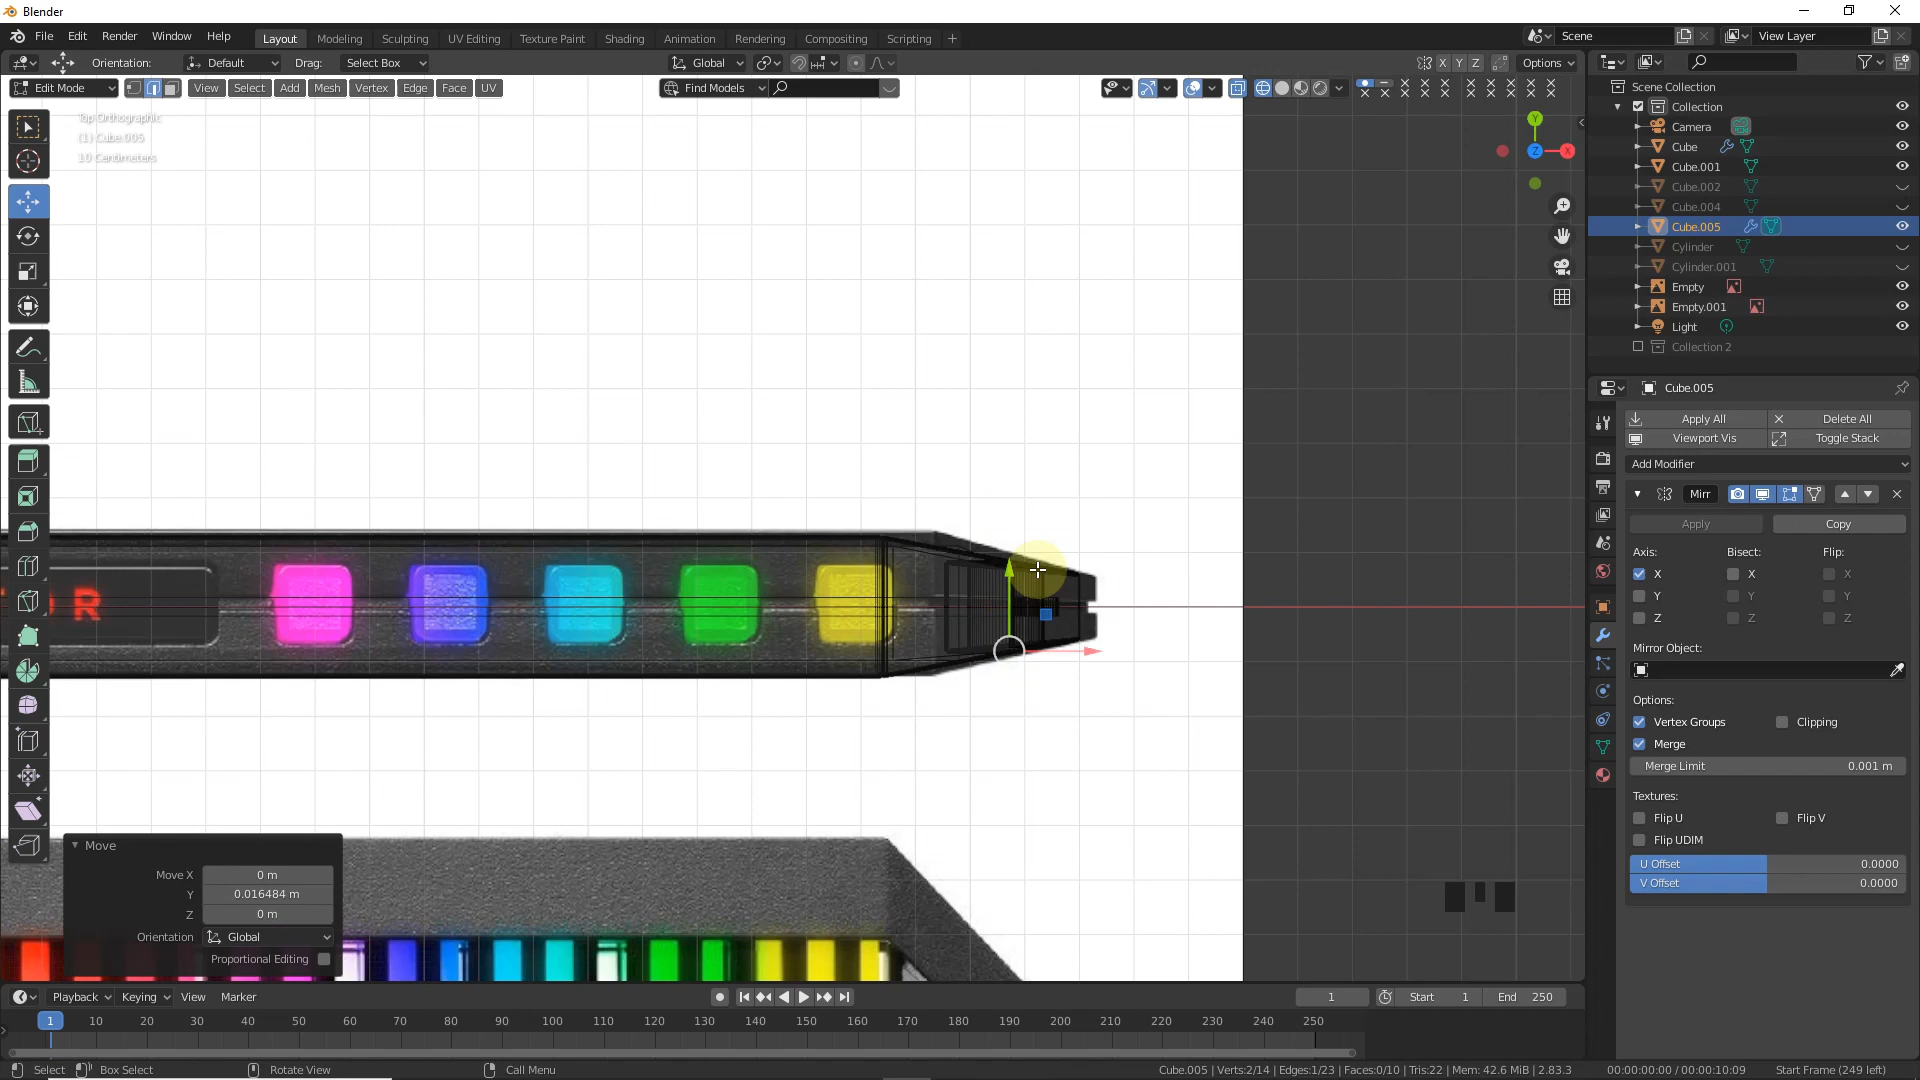 Blender
File Edit Render Window Help
Layout Modeling Sculpting UV Editing Texture Paint Shading Animation Rendering Compositing Scripting +
Scene View Layer
Orientation: Default Drag: Select Box Global X Y Z Options
Edit Mode View Select Add Mesh Vertex Edge Face UV Find Models
Top Orthographic
(1) Cube.005
10 Centimeters
Y
Z X
Scene Collection
Collection
Camera
Cube
Cube.001
Cube.002
Cube.004
Cube.005
Cylinder
Cylinder.001
Empty
Empty.001
Light
Collection 2
Cube.005
Apply All Delete All
Viewport Vis Toggle Stack
Add Modifier
Mirr
Apply Copy
Axis: Bisect: Flip:
X X X
Y Y Y
Z Z Z
Mirror Object:
Options:
Vertex Groups Clipping
Merge
Merge Limit 0.001 m
Textures:
Flip U Flip V
Flip UDIM
U Offset 0.0000
V Offset 0.0000
R
Move
Move X 0 m
Y 0.016484 m
Z 0 m
Orientation Global
Proportional Editing
Playback Keying View Marker 1 Start 1 End 250
1 10 20 30 40 50 60 70 80 90 100 110 120 130 140 150 160 170 180 190 200 210 220 230 240 250
Select Box Select Rotate View Call Menu Cube.005 | Verts:2/14 | Edges:1/23 | Faces:0/10 | Tris:22 | Mem: 42.6 MiB | 2.83.3 00:00:00:00 / 00:00:10:09 Start Frame (249 left)